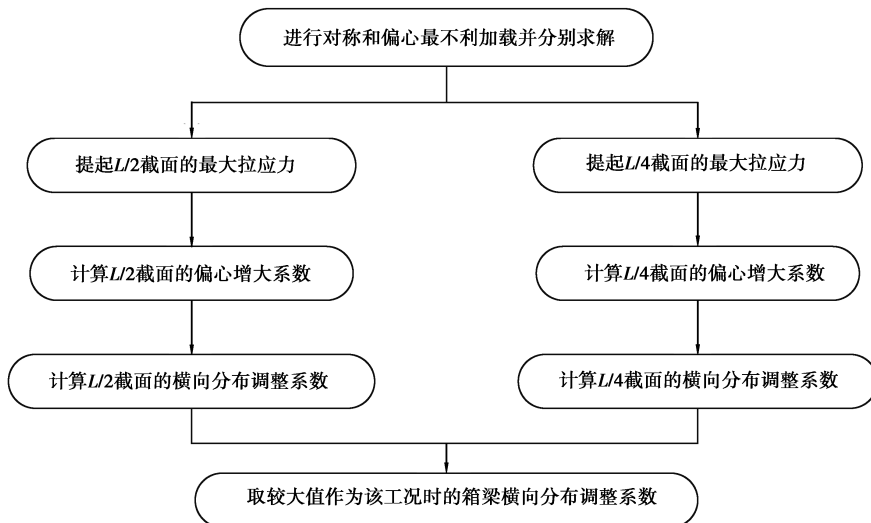 进行对称和偏心最不利加载并分别求解
提起L/2截面的最大拉应力
提起L/4截面的最大拉应力
计算L/2截面的偏心增大系数
计算L/4截面的偏心增大系数
计算L/2截面的横向分布调整系数
计算L/4截面的横向分布调整系数
取较大值作为该工况时的箱梁横向分布调整系数